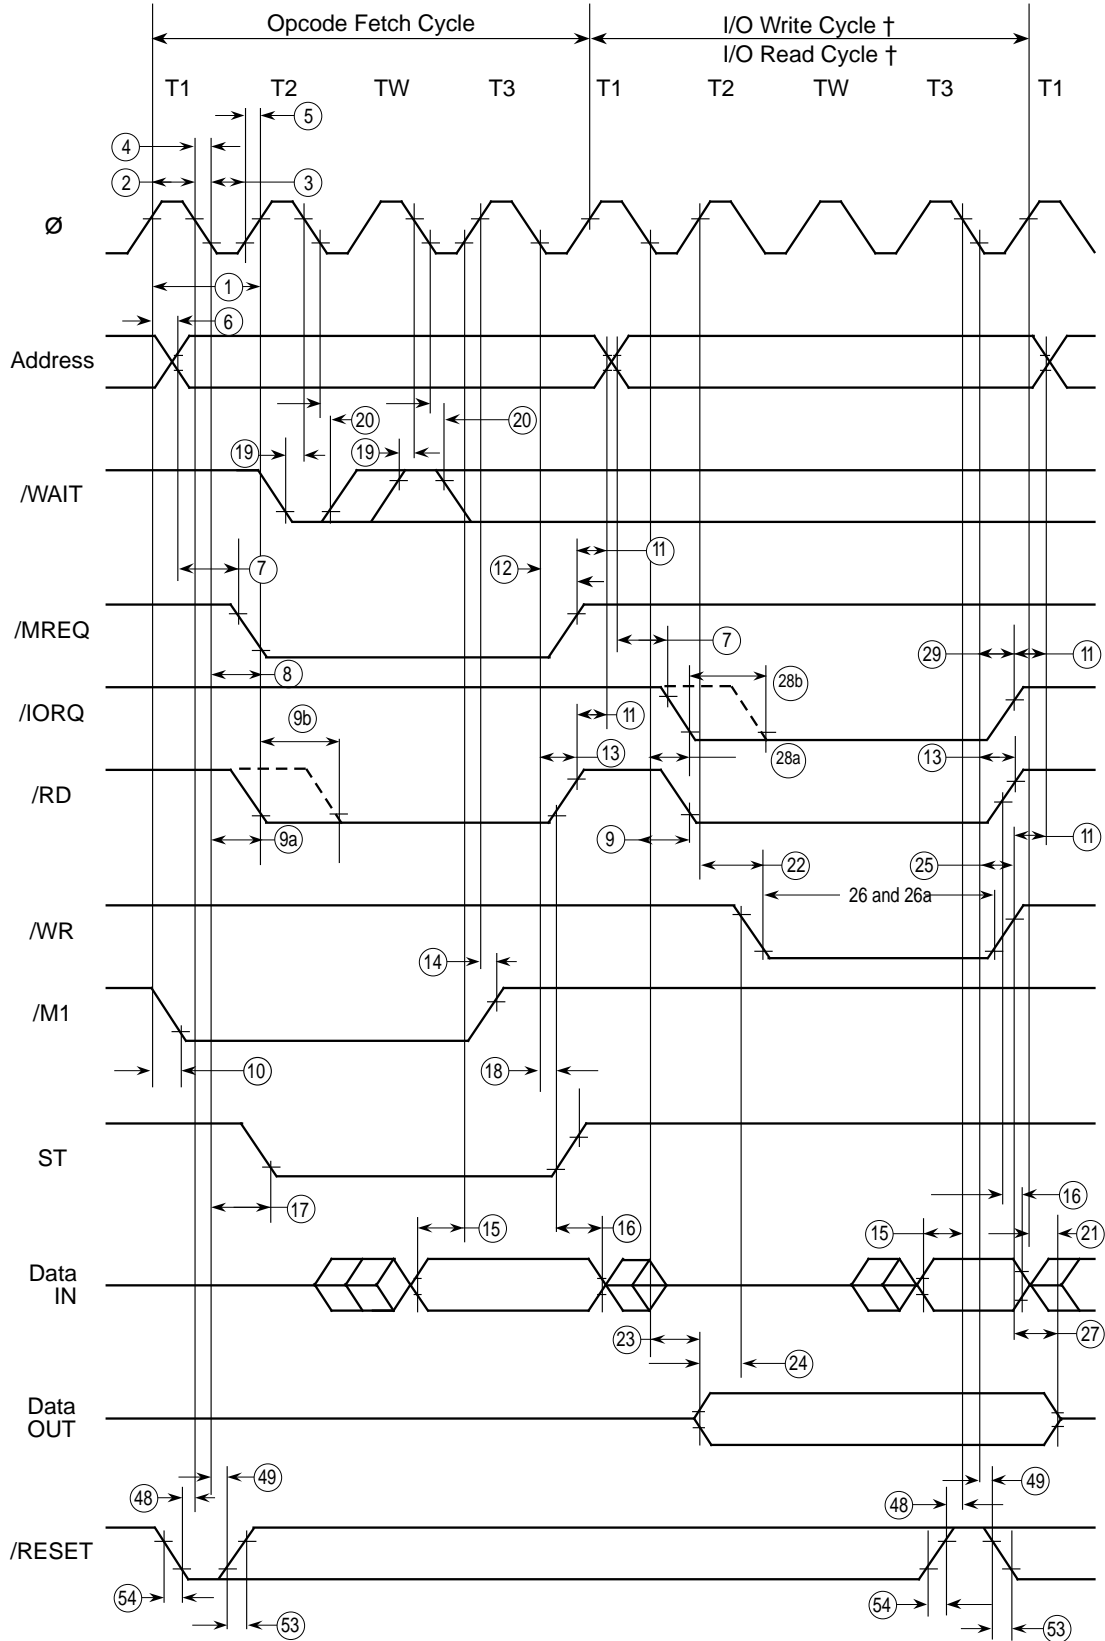 Opcode Fetch Cycle
I/O Write Cycle †
I/O Read Cycle †
T1 T2 TW T3 T1 T2 TW T3 T1
5
4
2 3
Ø
1
6
Address
20 20
19 19
/WAIT
11
7 12
/MREQ
7
29 11
8
28b
/IORQ
9b 11
13 28a 13
/RD
9a 9 11
22 25
26 and 26a
/WR
14
/M1
10 18
ST
17 16
15 16 15 21
Data
IN
23 27
24
Data
OUT
49 49
48 48
/RESET
54 54
53 53